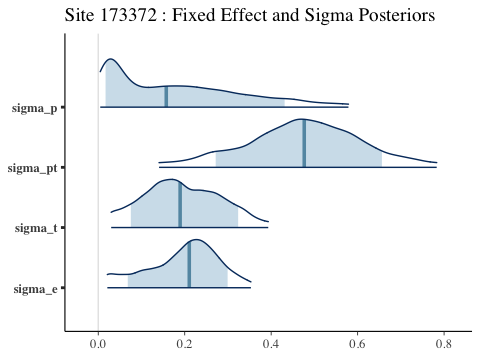 Site 173372 : Fixed Effect and Sigma Posteriors
sigma_p
sigma_pt
sigma_t
sigma_e
0.0 0.2 0.4 0.6 0.8